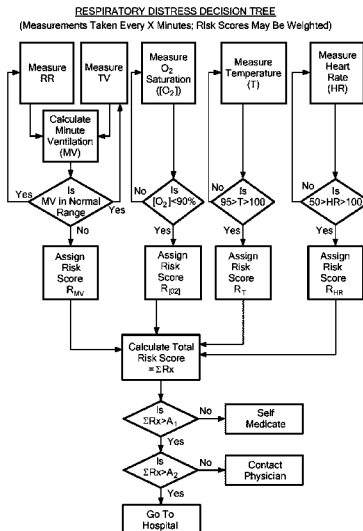 RESPIRATORY DISTRESS DECISION TREE
(Measurements Taken Every X Minutes; Risk Scores May Be Weighted)
Measure
RR
Measure
TV
Measure
O2
Saturation
([O2])
Measure
Temperature
(T)
Measure
Heart
Rate
(HR)
Calculate
Minute
Ventilation
(MV)
Yes
Is
MV in Normal
Range
Yes
No
No
Is
[O2]<90%
Yes
No
Is
95>T>100
Yes
No
Is
50>HR>100
Yes
Assign
Risk
Score
RMV
Assign
Risk
Score
R[02]
Assign
Risk
Score
RT
Assign
Risk
Score
RHR
Calculate Total
Risk Score
=ΣRx
Is
ΣRx>A1
No
Self
Medicate
Yes
Is
ΣRx>A2
No
Contact
Physician
Yes
Go To
Hospital